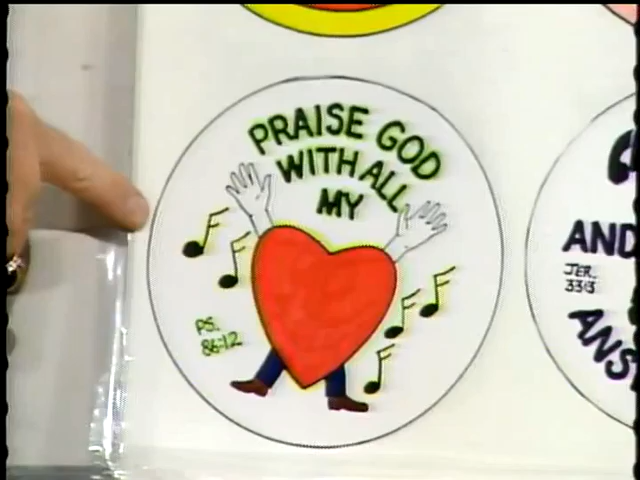 PRAISE GOD
WITH ALL
MY
PS.
86:12
AND
JER.
33:3
ANS